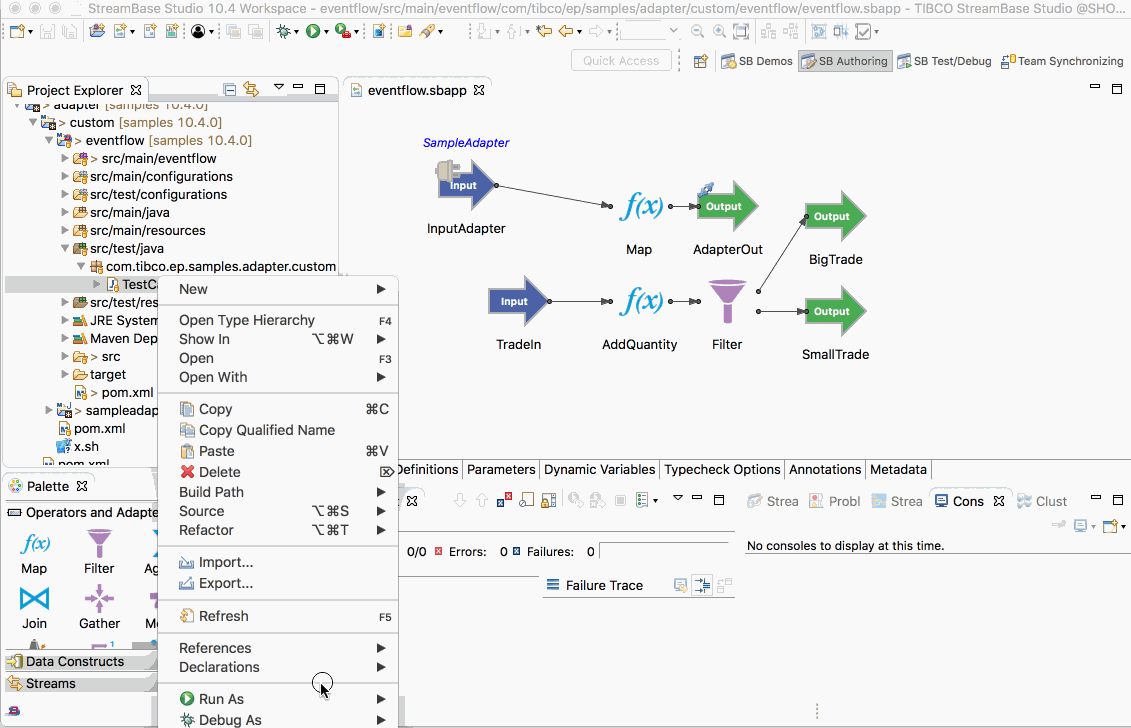 StreamBase Studio 10.4 Workspace - eventflow/src/main/eventflow/com/tibco/ep/samples/adapter/custom/eventflow/eventflow.sbapp - TIBCO StreamBase Studio @SHO...
Quick Access
SB Demos
SB Authoring
SB Test/Debug
Team Synchronizing
Project Explorer
> adapter [samples 10.4.0]
> custom [samples 10.4.0]
> eventflow [samples 10.4.0]
> src/main/eventflow
src/main/configurations
src/test/configurations
src/main/java
src/main/resources
src/test/java
com.tibco.ep.samples.adapter.custom
TestC
src/test/res
JRE System
Maven Dep
> src
target
> pom.xml
> sampleadap
pom.xml
x.sh
pom.xml
eventflow.sbapp
SampleAdapter
Input
InputAdapter
f(x)
Map
Output
AdapterOut
Output
BigTrade
Input
TradeIn
f(x)
AddQuantity
Filter
Output
SmallTrade
New
Open Type Hierarchy F4
Show In ⌥⌘W
Open F3
Open With
Copy ⌘C
Copy Qualified Name
Paste ⌘V
Delete ⌦
Build Path
Source ⌥⌘S
Refactor ⌥⌘T
Import...
Export...
Refresh F5
References
Declarations
Run As
Debug As
Palette
Operators and Adapte
f(x)
Map
Filter
Ag
Join
Gather
M
1
Data Constructs
Streams
Definitions
Parameters
Dynamic Variables
Typecheck Options
Annotations
Metadata
0/0
Errors: 0
Failures: 0
Failure Trace
Strea
Probl
Strea
Cons
Clust
No consoles to display at this time.